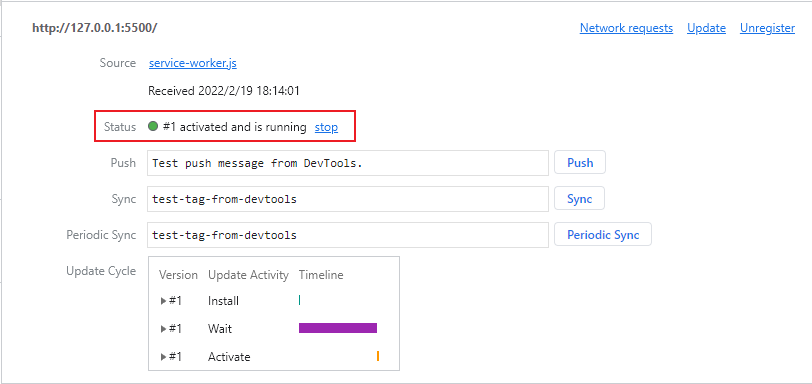 http://127.0.0.1:5500/ Network requests Update Unregister
Source service-worker.js
Received 2022/2/19 18:14:01
Status #1 activated and is running stop
Push Test push message from DevTools. Push
Sync test-tag-from-devtools Sync
Periodic Sync test-tag-from-devtools Periodic Sync
Update Cycle Version Update Activity Timeline
#1 Install
#1 Wait
#1 Activate